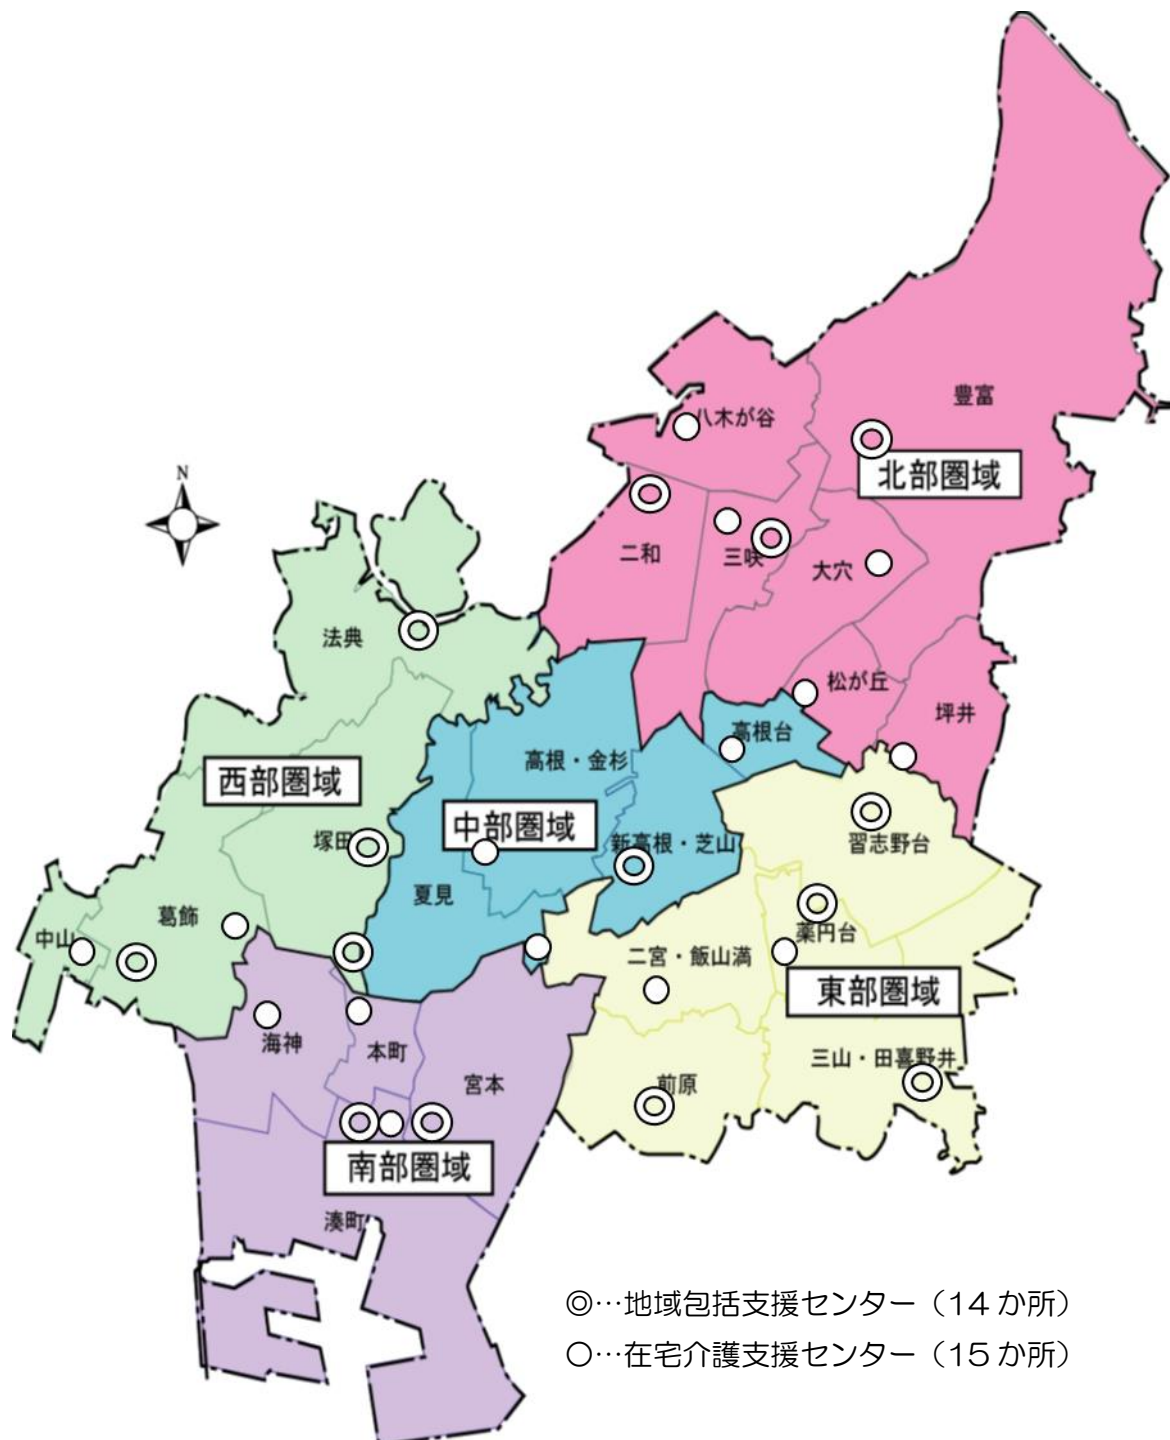 豊富
八木が谷
北部圏域
N
二和
三咲
大穴
法典
松が丘
坪井
高根台
高根・金杉
西部圏域
中部圏域
塚田
新高根・芝山
習志野台
夏見
葛飾
中山
薬円台
二宮・飯山満
東部圏域
海神
本町
三山・田喜野井
宮本
前原
南部圏域
湊町
◎…地域包括支援センター（14か所）
○…在宅介護支援センター（15か所）